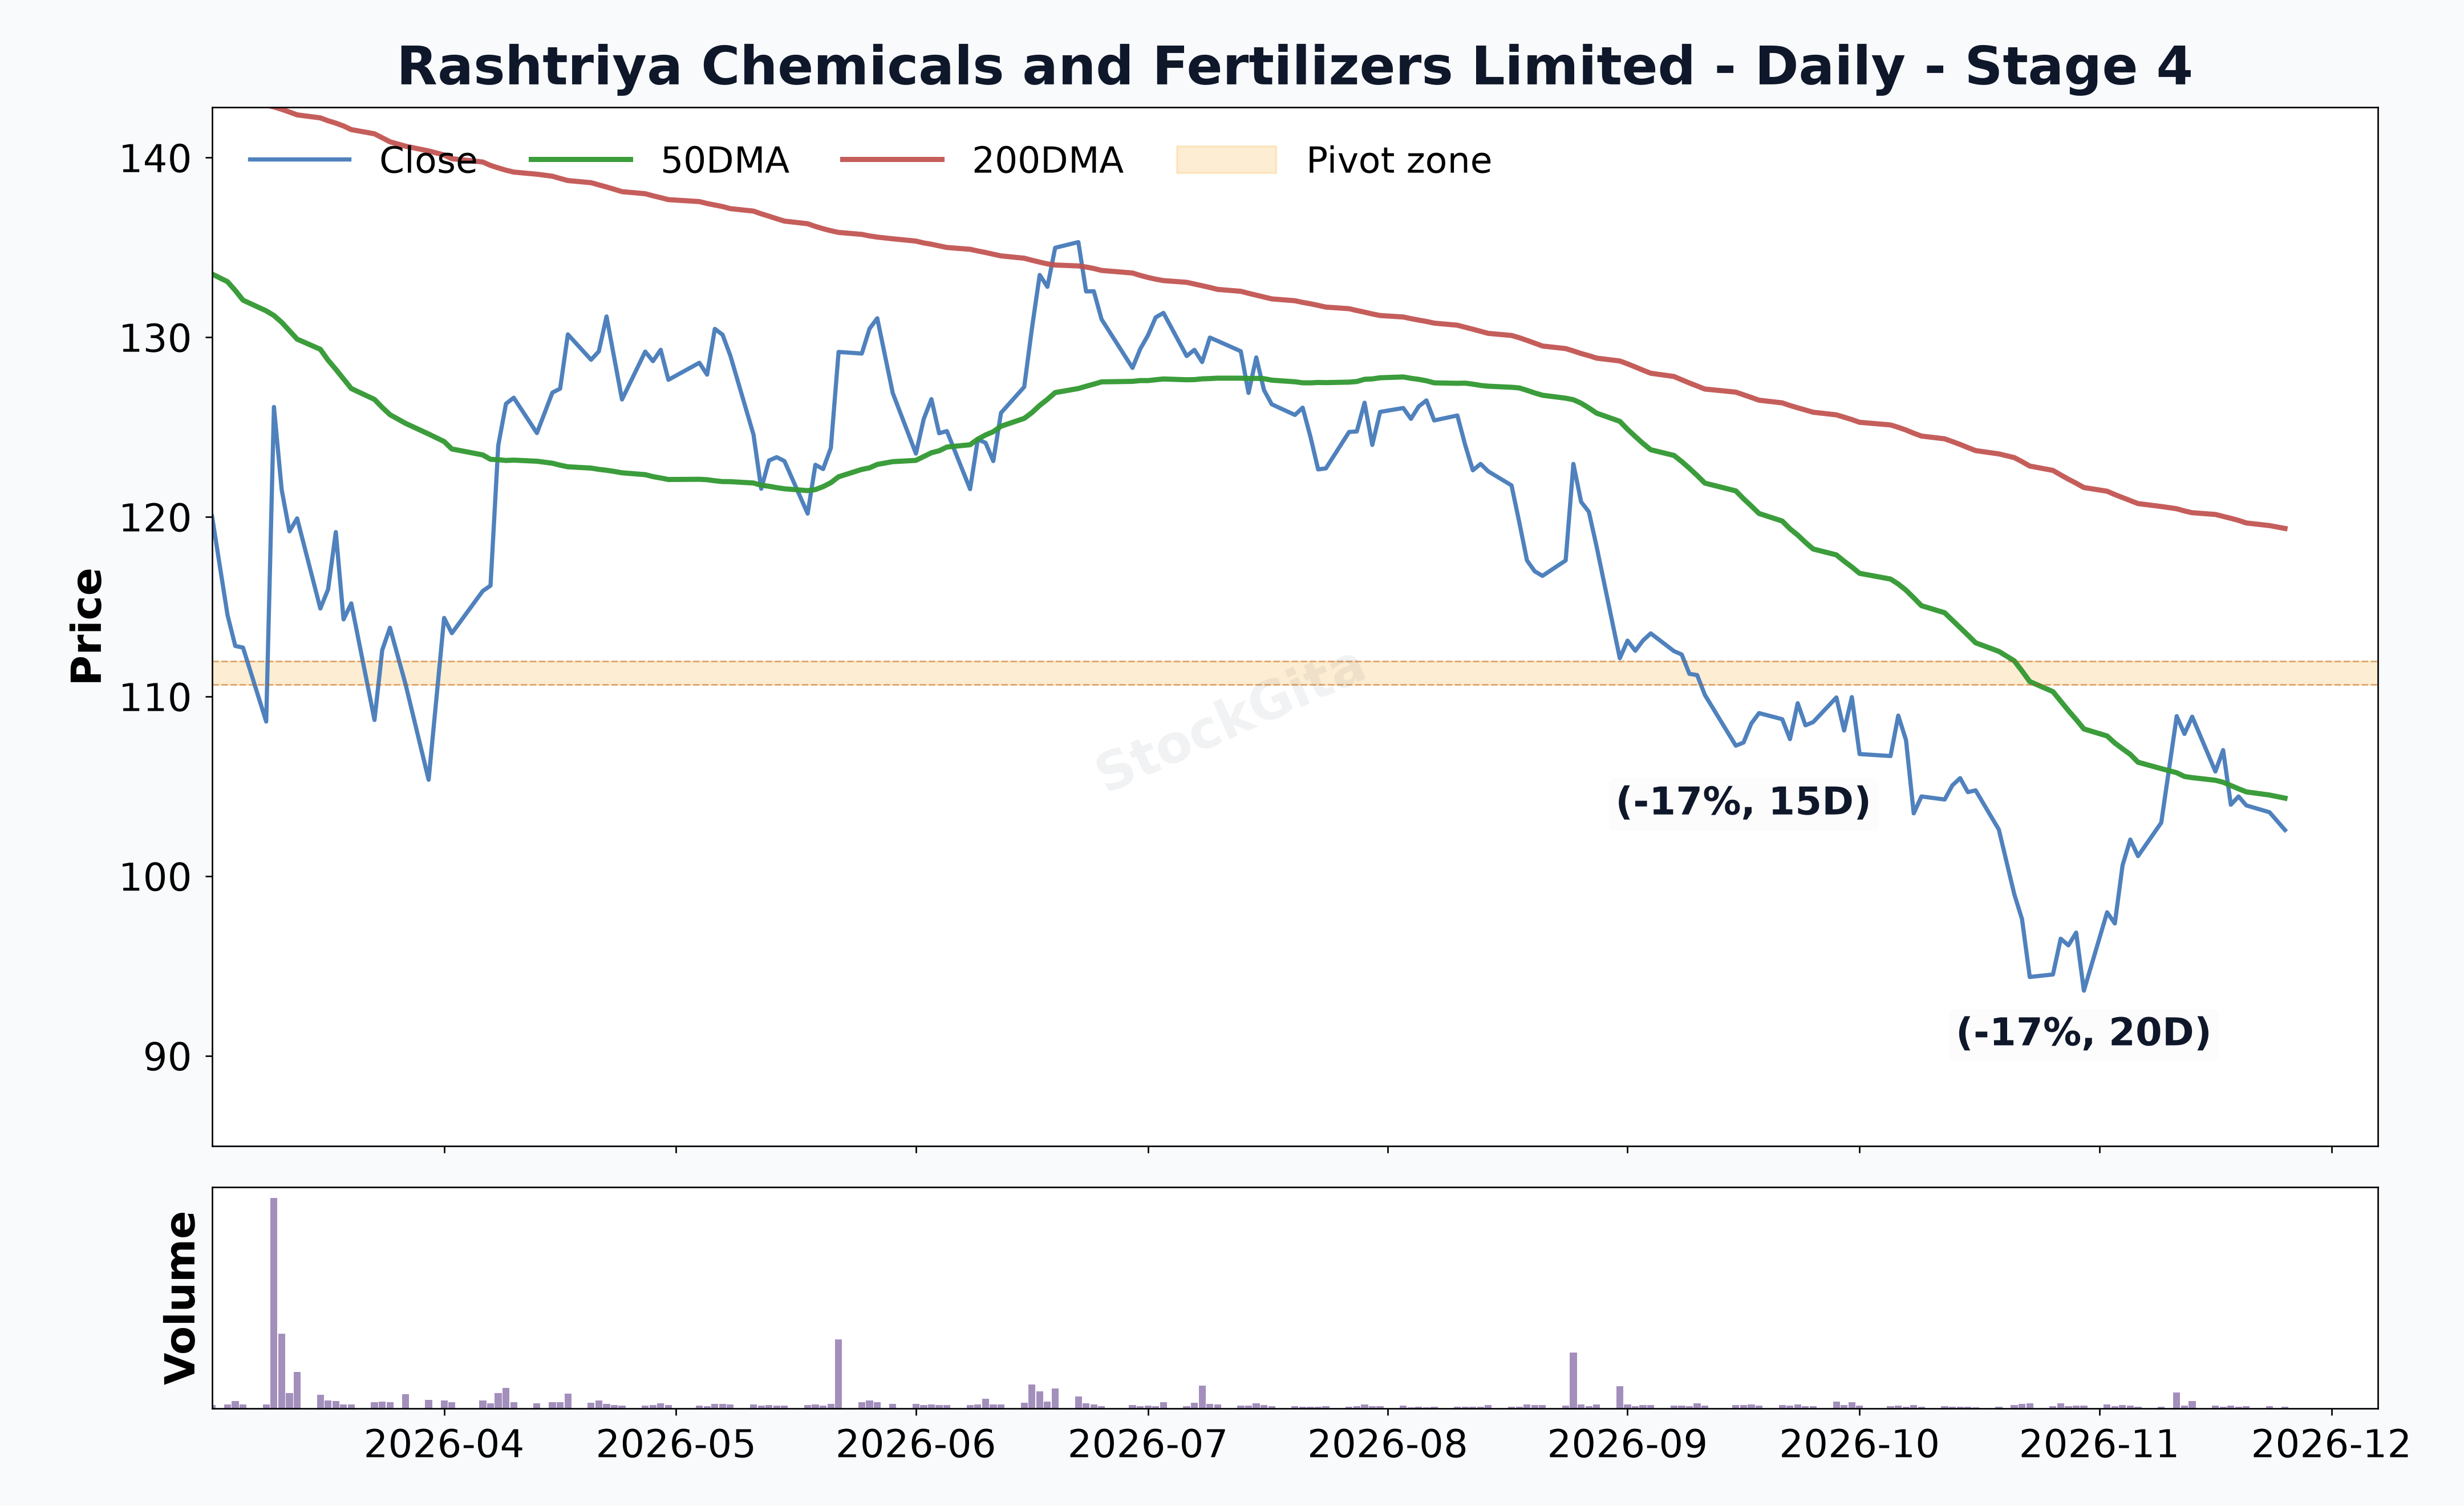 Rashtriya Chemicals and Fertilizers Limited - Daily - Stage 4
Close 50DMA 200DMA Pivot zone
Price
140
130
120
110
100
90
StockGita
(-17%, 15D)
(-17%, 20D)
Volume
2026-04 2026-05 2026-06 2026-07 2026-08 2026-09 2026-10 2026-11 2026-12